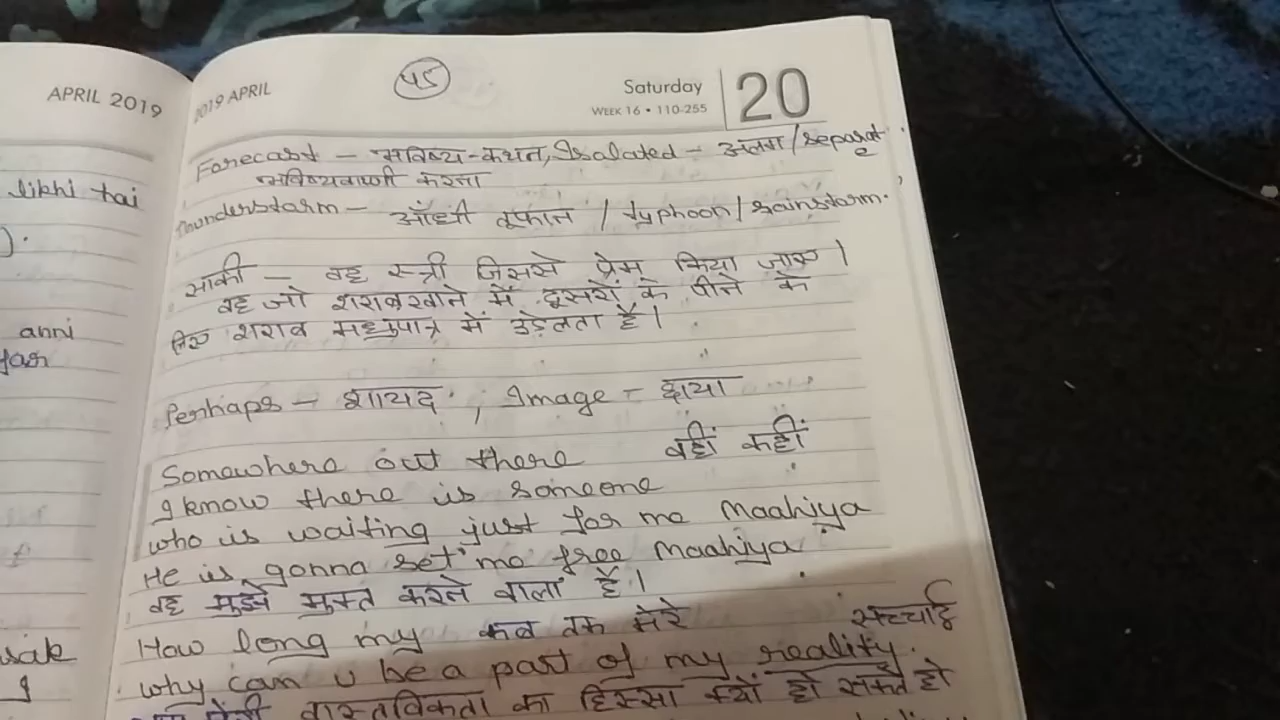 APRIL 2019
likhi hai
).
anni
jar
2019 APRIL
४५
Saturday
WEEK 16 • 110-255
20
Forecast – भविष्य-कथन, Isolated – अलग / separate
भविष्यवाणी करना
Thunderstorm – आँधी तूफान / typhoon / rainstorm.
साकी – वह स्त्री जिससे प्रेम किया जाए।
वह जो शराबखाने में दूसरों के पीने के
लिए शराब मधुपात्र में उड़ेलता है।
Perhaps – शायद ; Image – छाया
Somewhere out there वहीं कहीं
I know there is someone
who is waiting just for me Maahiya
He is gonna set me free Maahiya
वह मुझे मुक्त करने वाला है।
How long my कब तक मेरे सच्चाई
why can u be a part of my reality.
मेरी वास्तविकता का हिस्सा क्यों हो सकते हो